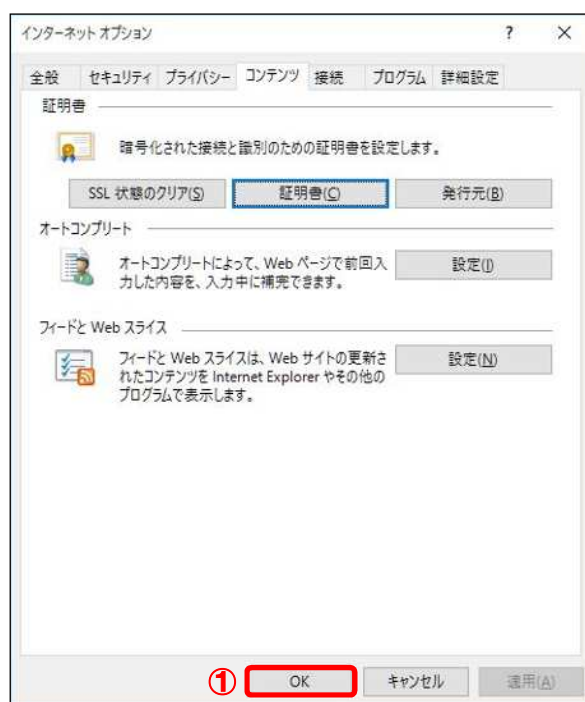 インターネット オプション ? ×
全般 セキュリティ プライバシー コンテンツ 接続 プログラム 詳細設定
証明書
暗号化された接続と識別のための証明書を設定します。
SSL 状態のクリア(S) 証明書(C) 発行元(B)
オートコンプリート
オートコンプリートによって、Web ページで前回入
力した内容を、入力中に補完できます。
設定(I)
フィードと Web スライス
フィードと Web スライスは、Web サイトの更新さ
れたコンテンツを Internet Explorer やその他の
プログラムで表示します。
設定(N)
① OK キャンセル 適用(A)